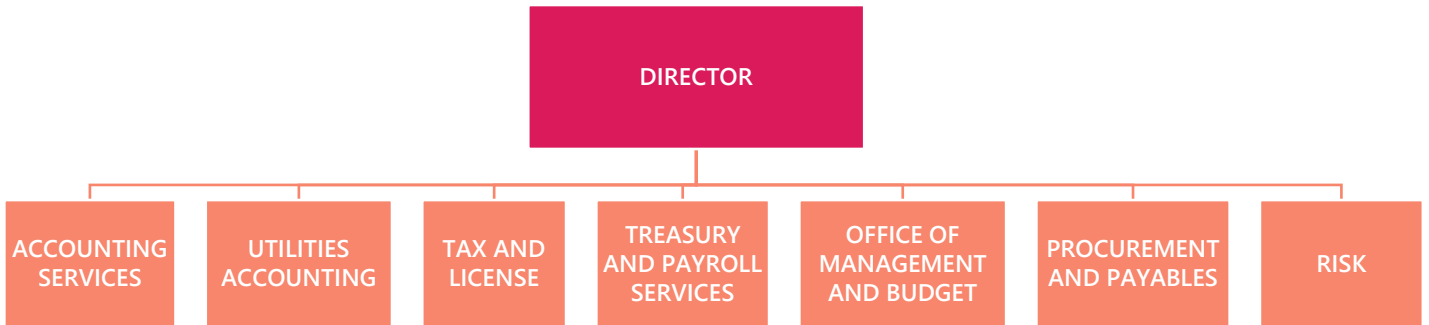 DIRECTOR
ACCOUNTING
SERVICES
UTILITIES
ACCOUNTING
TAX AND
LICENSE
TREASURY
AND PAYROLL
SERVICES
OFFICE OF
MANAGEMENT
AND BUDGET
PROCUREMENT
AND PAYABLES
RISK